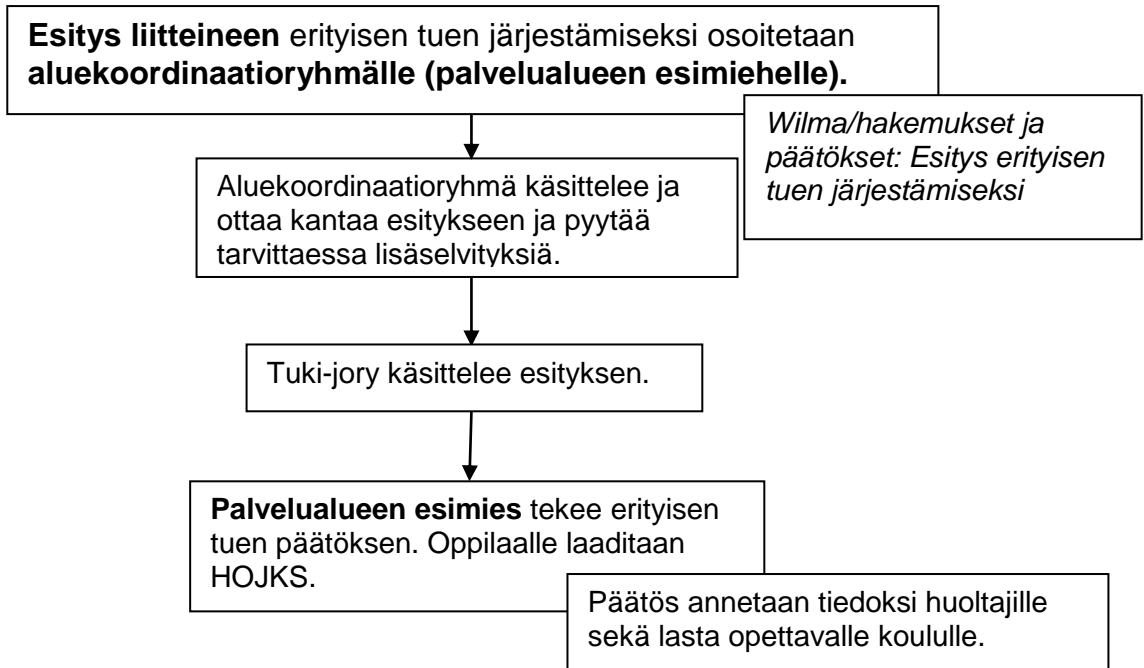 Esitys liitteineen erityisen tuen järjestämiseksi osoitetaan
aluekoordinaatioryhmälle (palvelualueen esimiehelle).
Wilma/hakemukset ja
päätökset: Esitys erityisen
tuen järjestämiseksi
Aluekoordinaatioryhmä käsittelee ja
ottaa kantaa esitykseen ja pyytää
tarvittaessa lisäselvityksiä.
Tuki-jory käsittelee esityksen.
Palvelualueen esimies tekee erityisen
tuen päätöksen. Oppilaalle laaditaan
HOJKS.
Päätös annetaan tiedoksi huoltajille
sekä lasta opettavalle koululle.